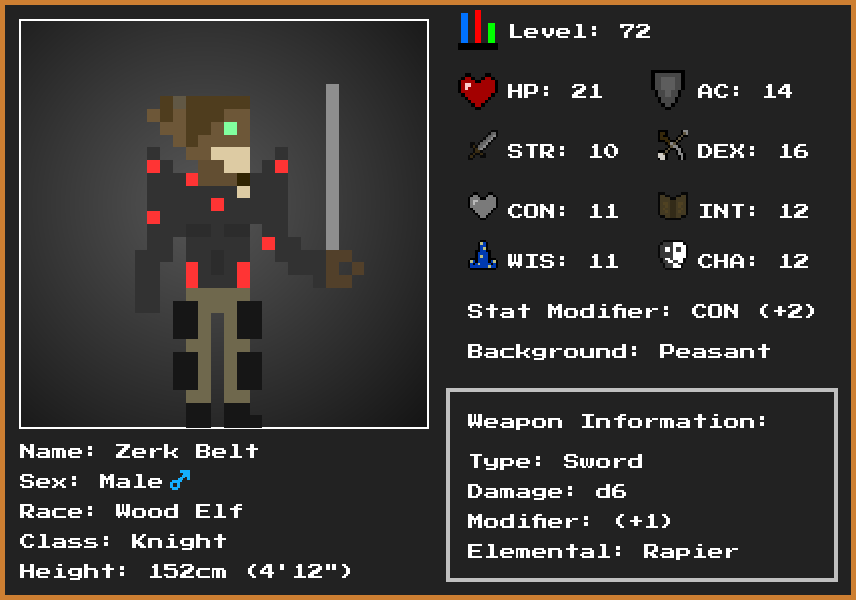 Level: 72
HP: 21
AC: 14
STR: 10
DEX: 16
CON: 11
INT: 12
WIS: 11
CHA: 12
Stat Modifier: CON (+2)
Background: Peasant
Weapon Information:
Type: Sword
Damage: d6
Modifier: (+1)
Elemental: Rapier
Name: Zerk Belt
Sex: Male ♂
Race: Wood Elf
Class: Knight
Height: 152cm (4'12")